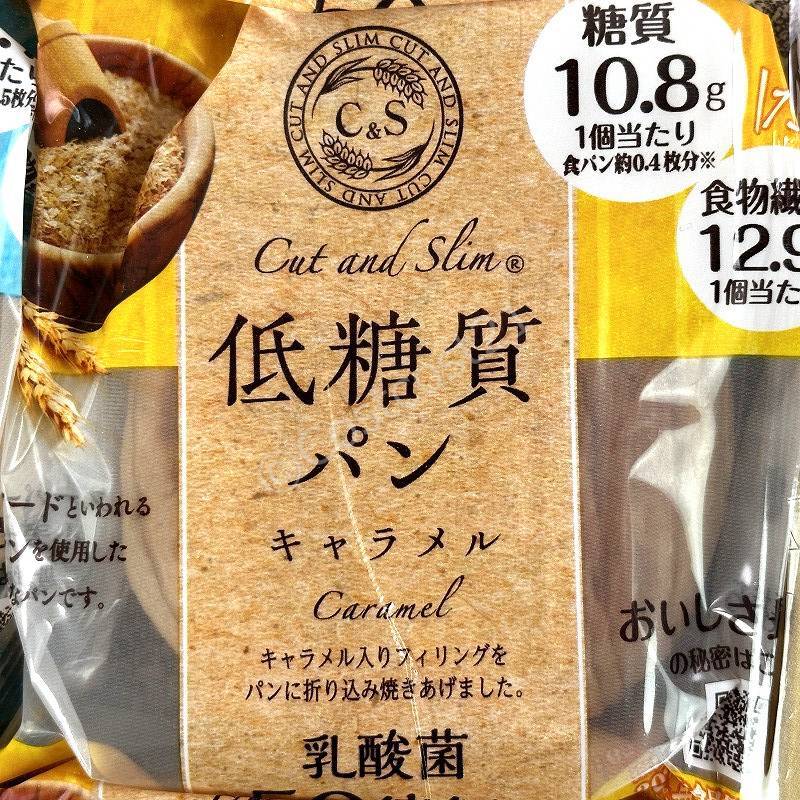 CUT AND SLIM CUT AND SLIM CUT AND SLIM CUT AND SLIM
C&S
糖質
10.8g
1個当たり
食パン約0.4枚分※
食物繊
12.9
1個当た
Cut and Slim®
低糖質
パン
キャラメル
Caramel
キャラメル入りフィリングを
パンに折り込み焼きあげました。
ードといわれる
ンを使用した
なパンです。
おいしさ
の秘密は
乳酸菌